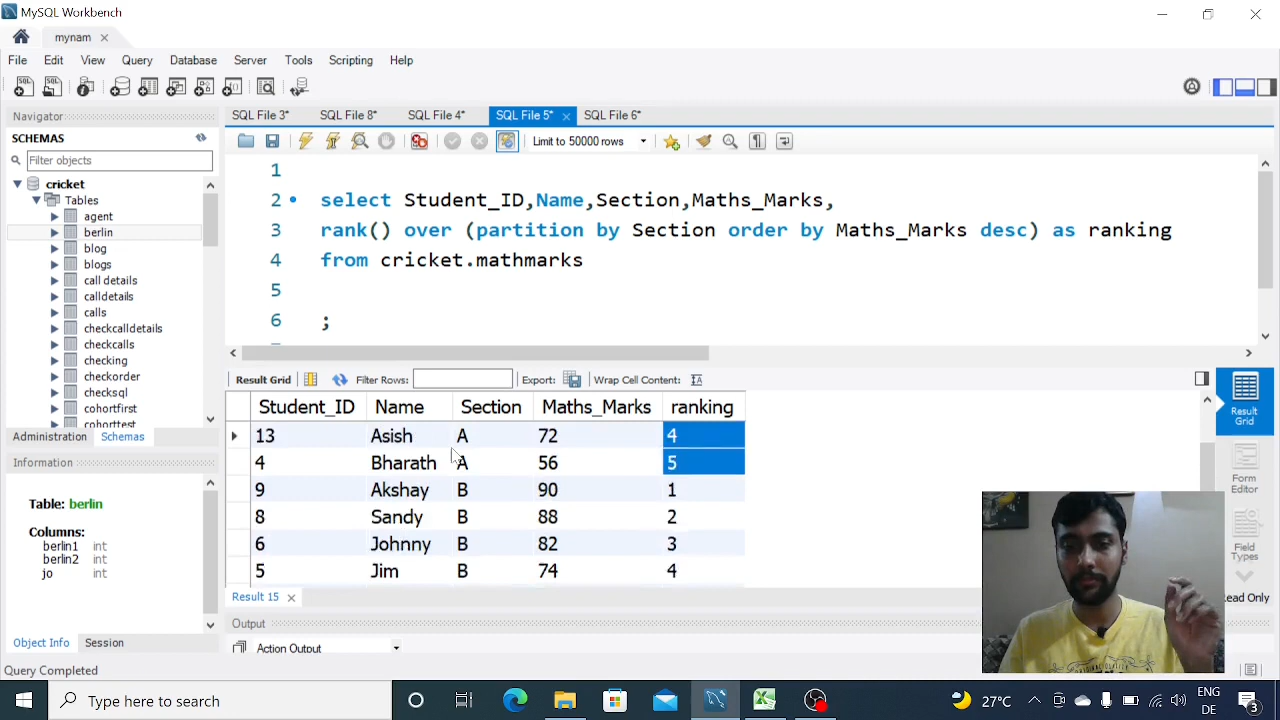 MySQL Workbench
mynam
File Edit View Query Database Server Tools Scripting Help
Navigator
SCHEMAS
Filter objects
cricket
Tables
agent
berlin
blog
blogs
call details
calldetails
calls
checkcalldetails
checkcalls
checking
checkorder
checksql
cohortfirst
cohorttest
Administration Schemas
Information
Table: berlin
Columns:
berlin1 int
berlin2 int
jo int
Object Info Session
Query Completed
SQL File 3* SQL File 8* SQL File 4* SQL File 5* SQL File 6*
Limit to 50000 rows
1
2 select Student_ID,Name,Section,Maths_Marks,
3 rank() over (partition by Section order by Maths_Marks desc) as ranking
4 from cricket.mathmarks
5
6 ;
Result Grid Filter Rows: Export: Wrap Cell Content:
Student_ID Name Section Maths_Marks ranking
13 Asish A 72 4
4 Bharath A 56 5
9 Akshay B 90 1
8 Sandy B 88 2
6 Johnny B 82 3
5 Jim B 74 4
Result 15
Output
Action Output
Result
Grid
Form
Editor
Field
Types
ead Only
Type here to search
27°C
ENG
DE
3